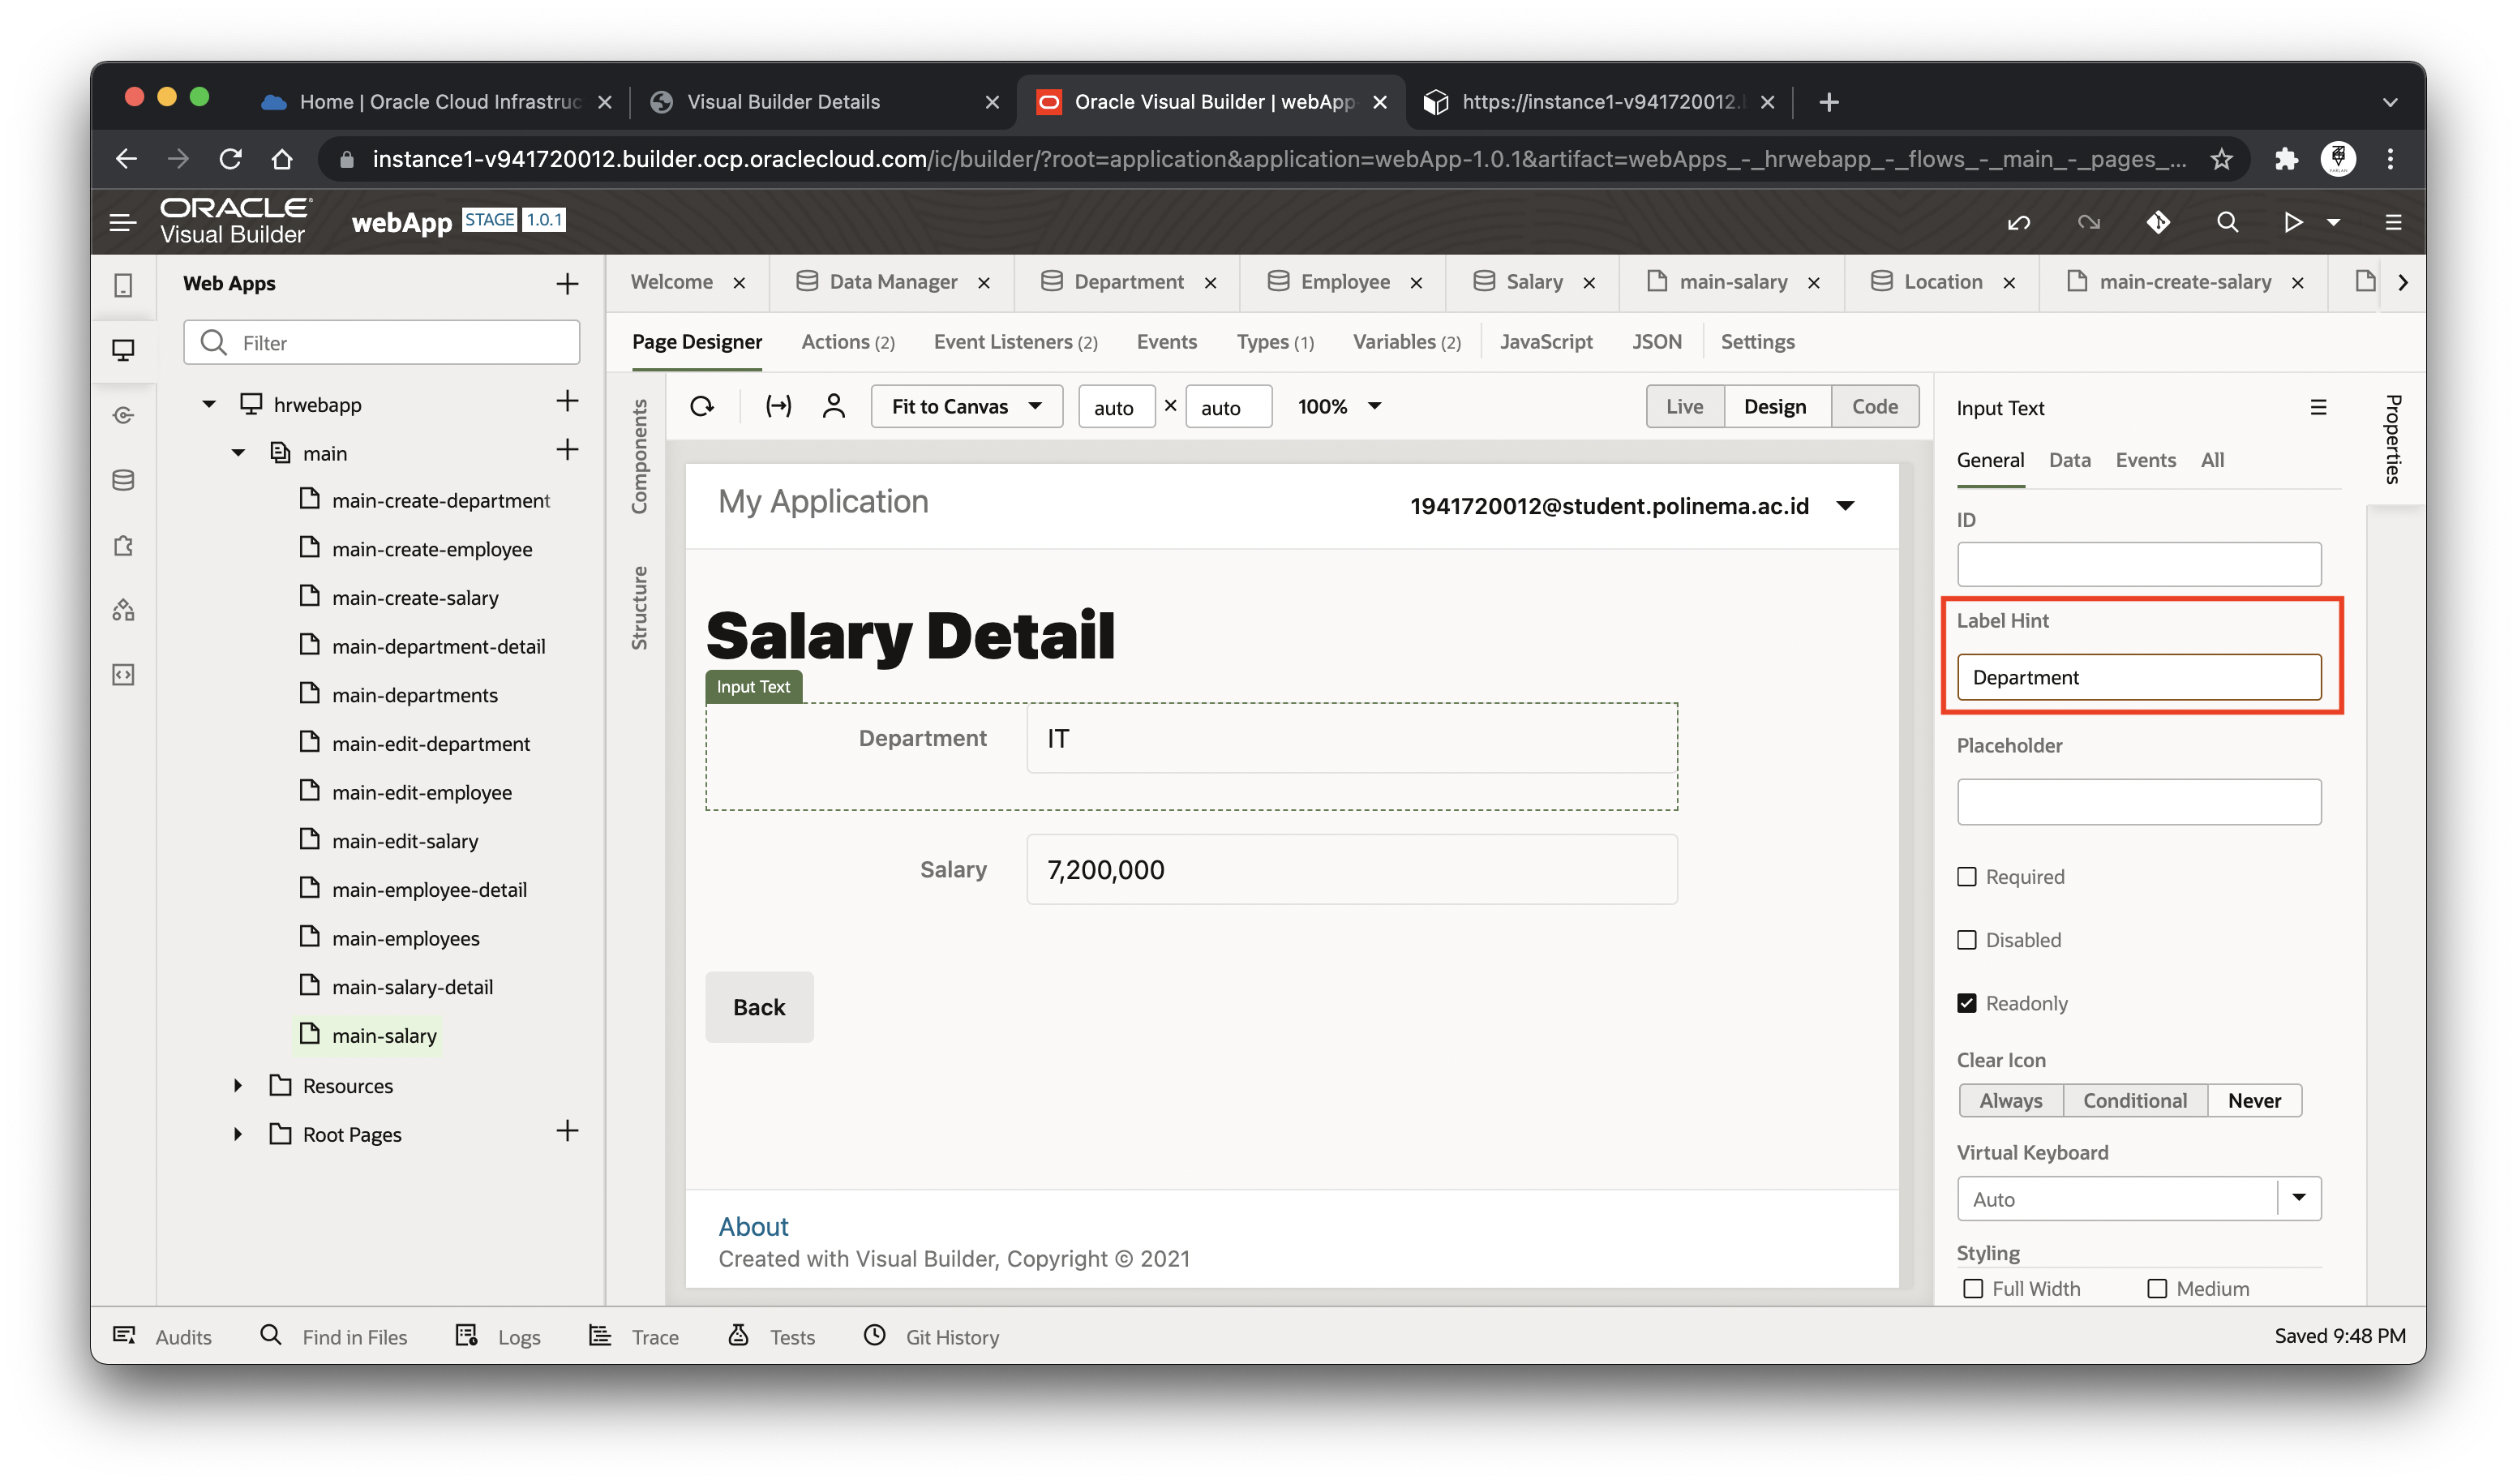 Home | Oracle Cloud Infrastruc
Visual Builder Details
Oracle Visual Builder | webApp-
https://instance1-v941720012.b
instance1-v941720012.builder.ocp.oraclecloud.com/ic/builder/?root=application&application=webApp-1.0.1&artifact=webApps_-_hrwebapp_-_flows_-_main_-_pages_...
ORACLE
Visual Builder
webApp STAGE 1.0.1
Web Apps
Filter
hrwebapp
main
main-create-department
main-create-employee
main-create-salary
main-department-detail
main-departments
main-edit-department
main-edit-employee
main-edit-salary
main-employee-detail
main-employees
main-salary-detail
main-salary
Resources
Root Pages
Welcome
Data Manager
Department
Employee
Salary
main-salary
Location
main-create-salary
Page Designer
Actions (2)
Event Listeners (2)
Events
Types (1)
Variables (2)
JavaScript
JSON
Settings
Components
Structure
Fit to Canvas
auto × auto
100%
Live
Design
Code
My Application
1941720012@student.polinema.ac.id
Salary Detail
Input Text
Department
IT
Salary
7,200,000
Back
About
Created with Visual Builder, Copyright © 2021
Input Text
Properties
General
Data
Events
All
ID
Label Hint
Department
Placeholder
Required
Disabled
Readonly
Clear Icon
Always
Conditional
Never
Virtual Keyboard
Auto
Styling
Full Width
Medium
Audits
Find in Files
Logs
Trace
Tests
Git History
Saved 9:48 PM